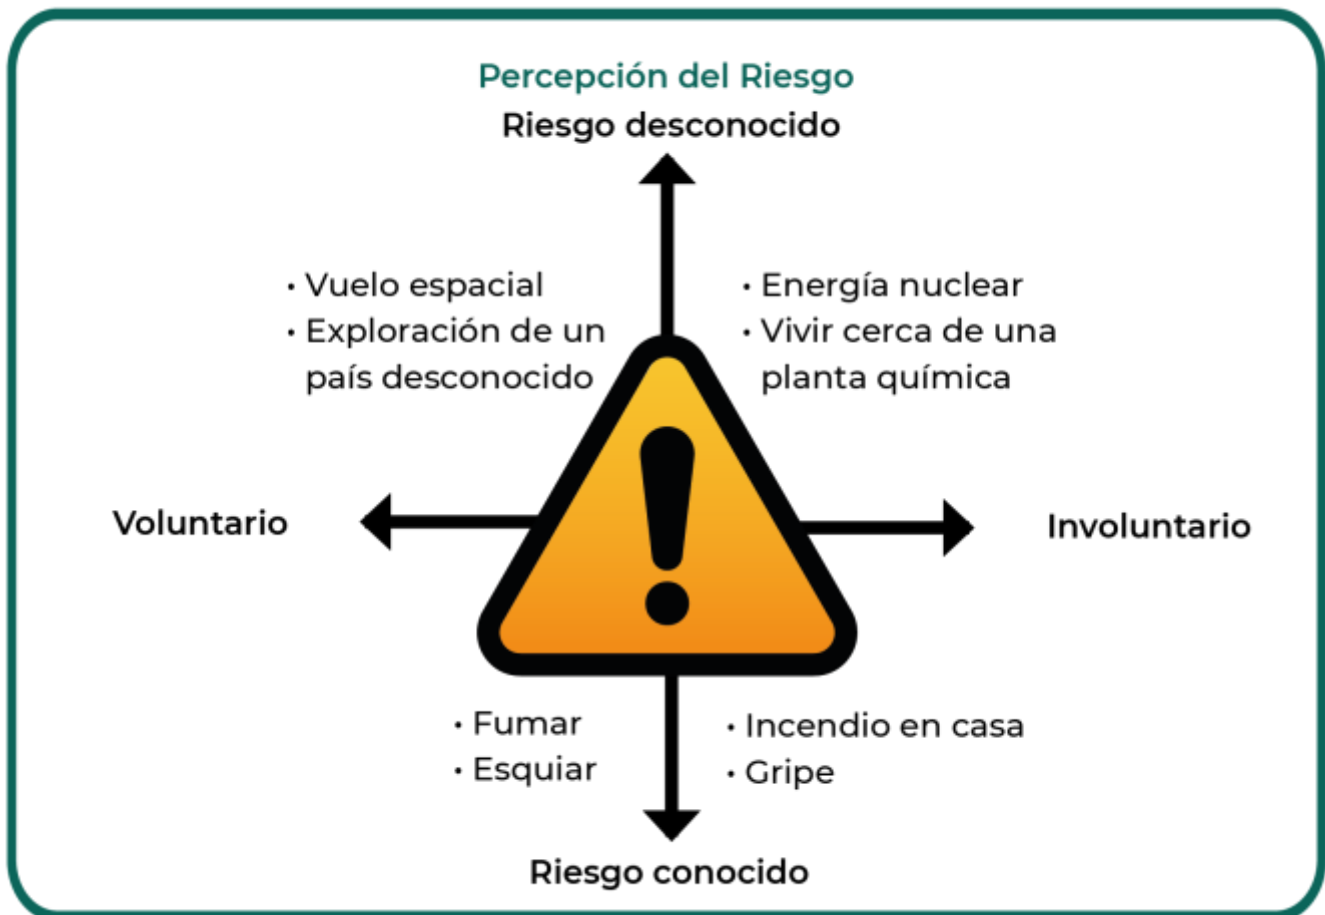 Percepción del Riesgo
Riesgo desconocido
• Vuelo espacial
• Exploración de un
país desconocido
• Energía nuclear
• Vivir cerca de una
planta química
Voluntario
Involuntario
• Fumar
• Esquiar
• Incendio en casa
• Gripe
Riesgo conocido